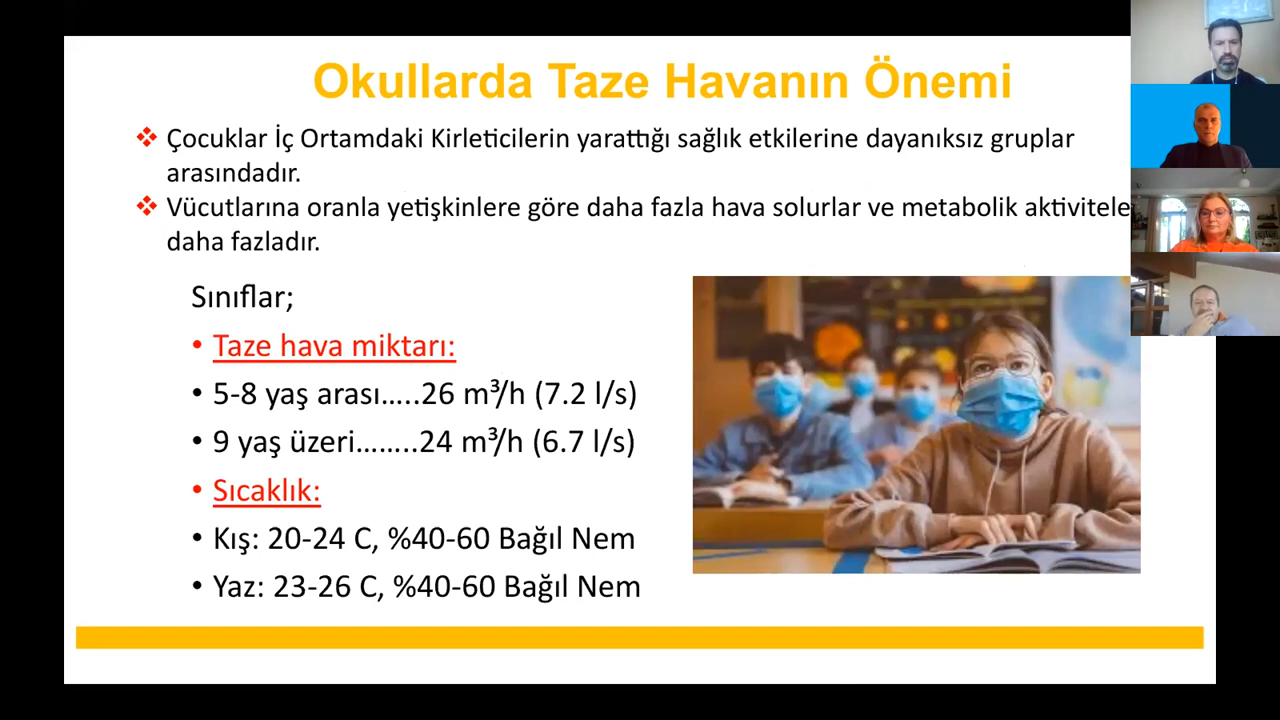 Okullarda Taze Havanın Önemi
❖ Çocuklar İç Ortamdaki Kirleticilerin yarattığı sağlık etkilerine dayanıksız gruplar
arasındadır.
❖ Vücutlarına oranla yetişkinlere göre daha fazla hava solurlar ve metabolik
daha fazladır.
Sınıflar;
• Taze hava miktarı:
• 5-8 yaş arası…..26 m³/h (7.2 l/s)
• 9 yaş üzeri……..24 m³/h (6.7 l/s)
• Sıcaklık:
• Kış: 20-24 C, %40-60 Bağıl Nem
• Yaz: 23-26 C, %40-60 Bağıl Nem